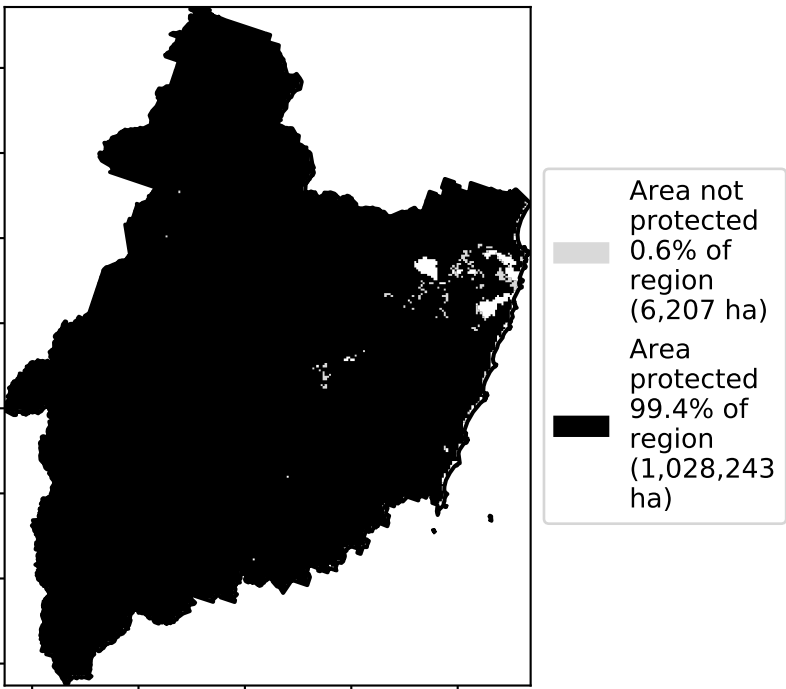 Area not
protected
0.6% of
region
(6,207 ha)
Area
protected
99.4% of
region
(1,028,243
ha)